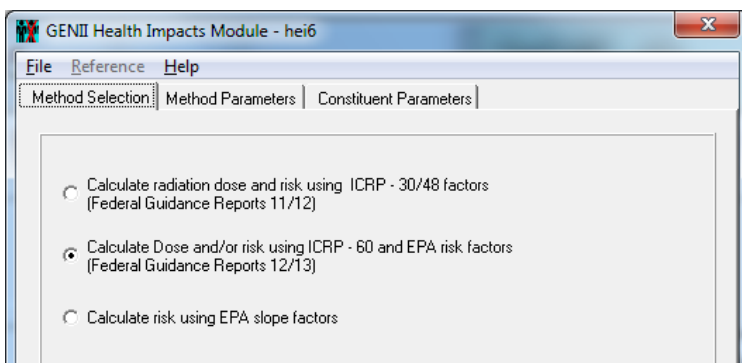 GENII Health Impacts Module - hei6
File Reference Help
Method Selection Method Parameters Constituent Parameters
Calculate radiation dose and risk using ICRP - 30/48 factors
(Federal Guidance Reports 11/12)
Calculate Dose and/or risk using ICRP - 60 and EPA risk factors
(Federal Guidance Reports 12/13)
Calculate risk using EPA slope factors